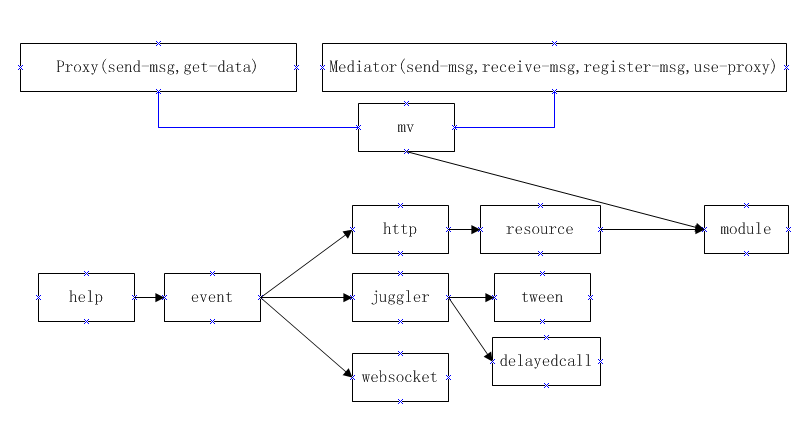 Proxy(send-msg,get-data)
Mediator(send-msg,receive-msg,register-msg,use-proxy)
mv
http
resource
module
help
event
juggler
tween
delayedcall
websocket